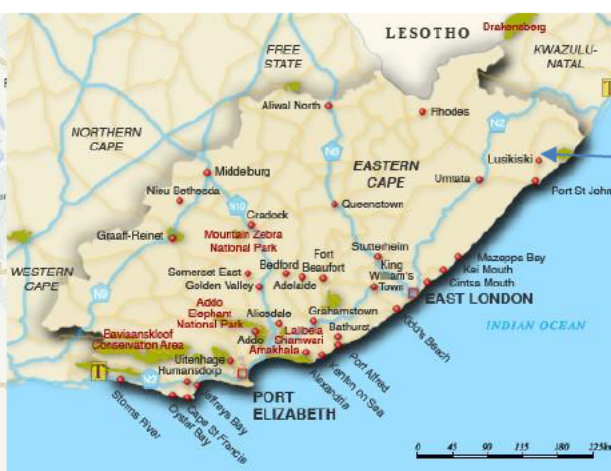 LESOTHO
Drakensberg
KWAZULU-
NATAL
FREE
STATE
Aliwal North
Rhodes
N2
NORTHERN
CAPE
N6
EASTERN
CAPE
Lusikisiki
Middelburg
Umtata
Port St John
Nieu Bethesda
N10
Queenstown
Cradock
Graaff-Reinet
Mountain Zebra
National Park
Stutterheim
Mazeppa Bay
WESTERN
CAPE
Somerset East
Bedford
Fort
Beaufort
King
William's
Town
Kei Mouth
Cintsa Mouth
Golden Valley
Adelaide
N9
EAST LONDON
Addo
Elephant
National Park
Alicedale
Grahamstown
Kidd's Beach
INDIAN OCEAN
Baviaanskloof
Conservation Area
Addo
Lalibela
Shamwari
Amakhala
Bathurst
Port Alfred
Kenton on Sea
Alexandria
Uitenhage
Humansdorp
T
N2
PORT
ELIZABETH
Jeffreys Bay
Cape St Francis
Oyster Bay
Storms River
0 45 90 135 180